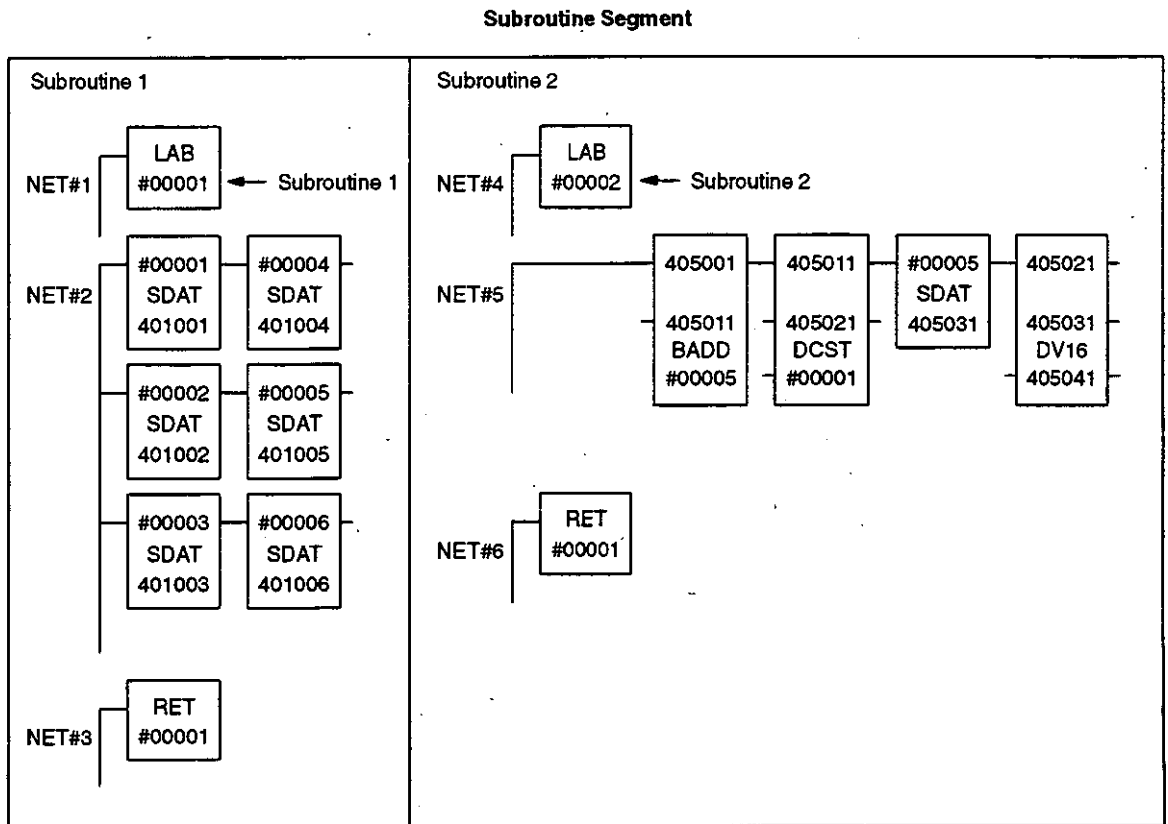 Subroutine Segment
Subroutine 1
NET#1
LAB
#00001
Subroutine 1
NET#2
#00001
SDAT
401001
#00004
SDAT
401004
#00002
SDAT
401002
#00005
SDAT
401005
#00003
SDAT
401003
#00006
SDAT
401006
NET#3
RET
#00001
Subroutine 2
NET#4
LAB
#00002
Subroutine 2
NET#5
405001
405011
BADD
#00005
405011
405021
DCST
#00001
#00005
SDAT
405031
405021
405031
DV16
405041
NET#6
RET
#00001